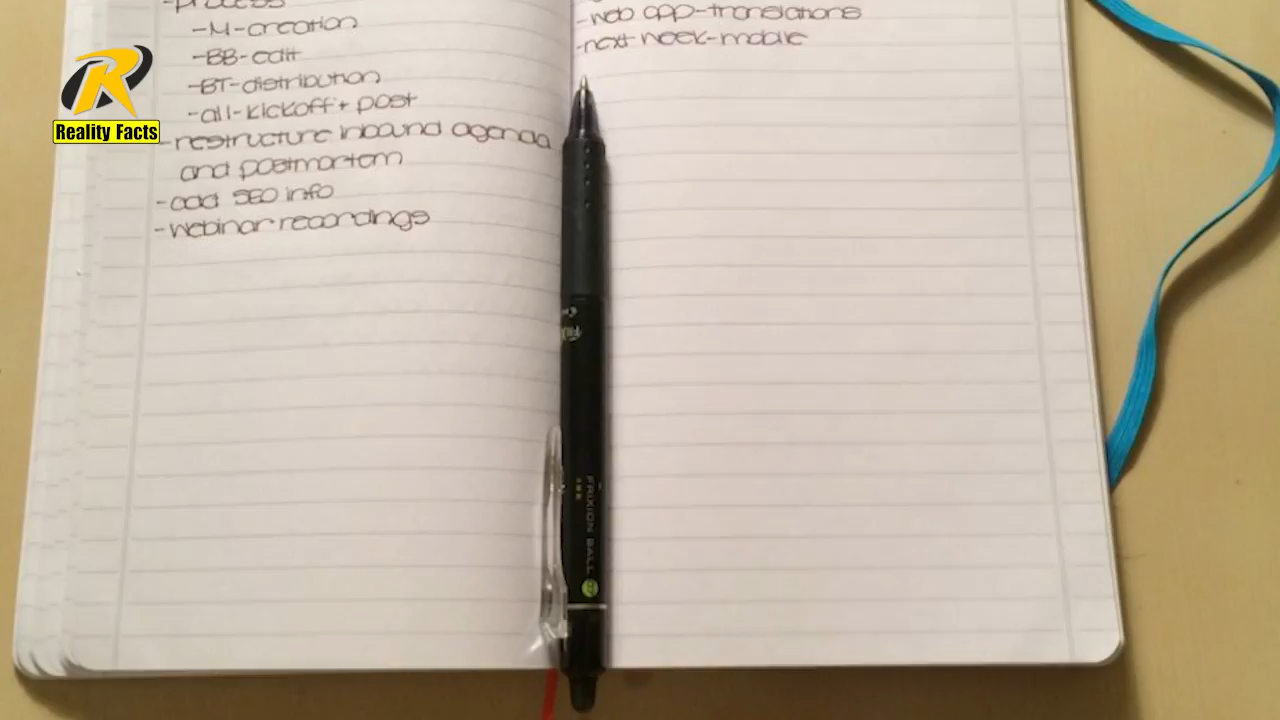 -process
-M-creation
-BB-edit
-BT-distribution
-all-kickoff + post
-restructure inbound agenda
and postmortem
-add SEO info
-webinar recordings
-web app-translations
-next week-mobile
FRIXION BALL
R
Reality Facts